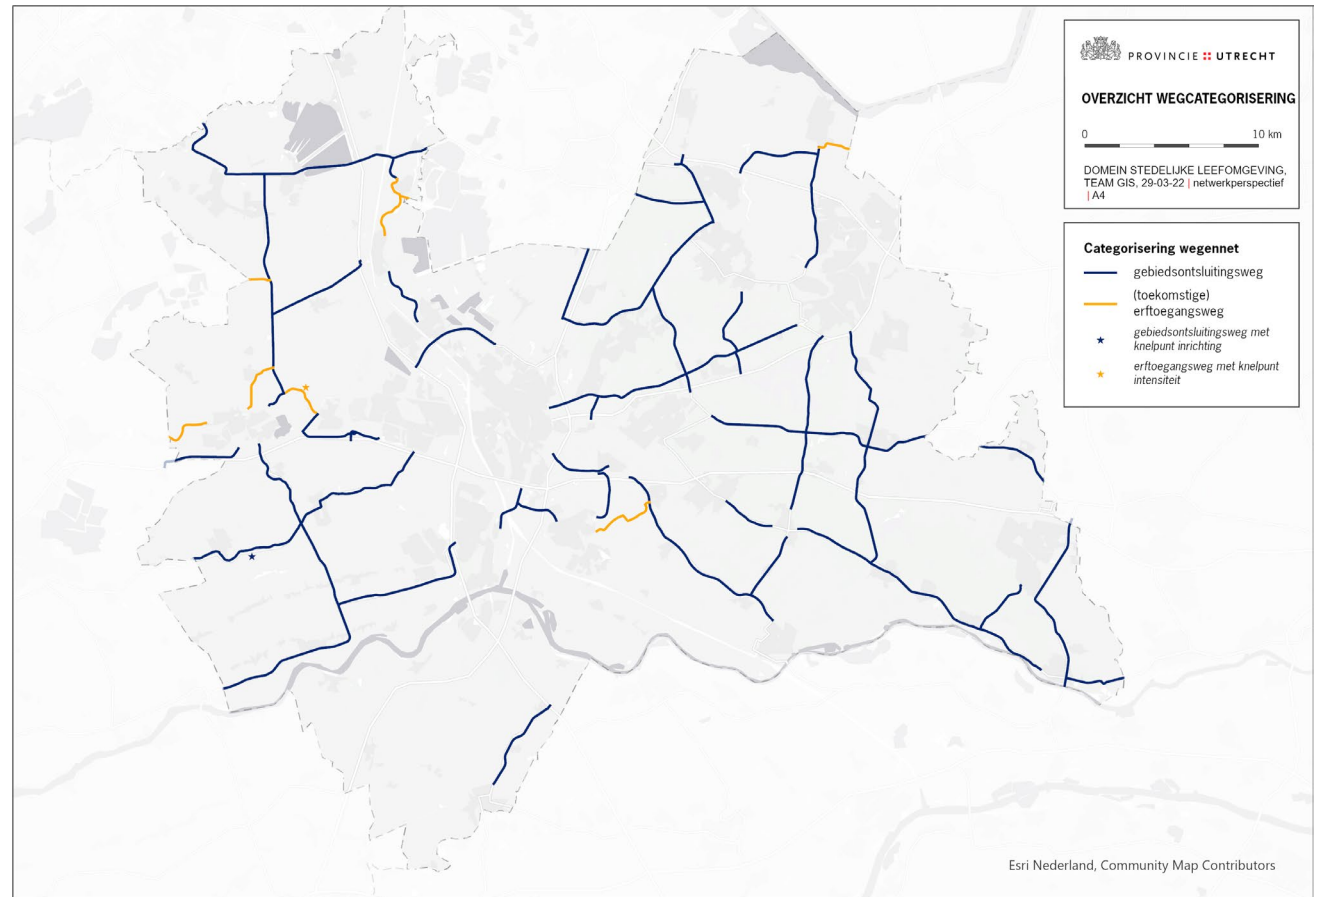 PROVINCIE :: UTRECHT
OVERZICHT WEGCATEGORISERING
0 10 km
DOMEIN STEDELIJKE LEEFOMGEVING,
TEAM GIS, 29-03-22 | netwerkperspectief
| A4
Categorisering wegennet
gebiedsontsluitingsweg
(toekomstige)
erftoegangsweg
gebiedsontsluitingsweg met
knelpunt inrichting
erftoegangsweg met knelpunt
intensiteit
Esri Nederland, Community Map Contributors